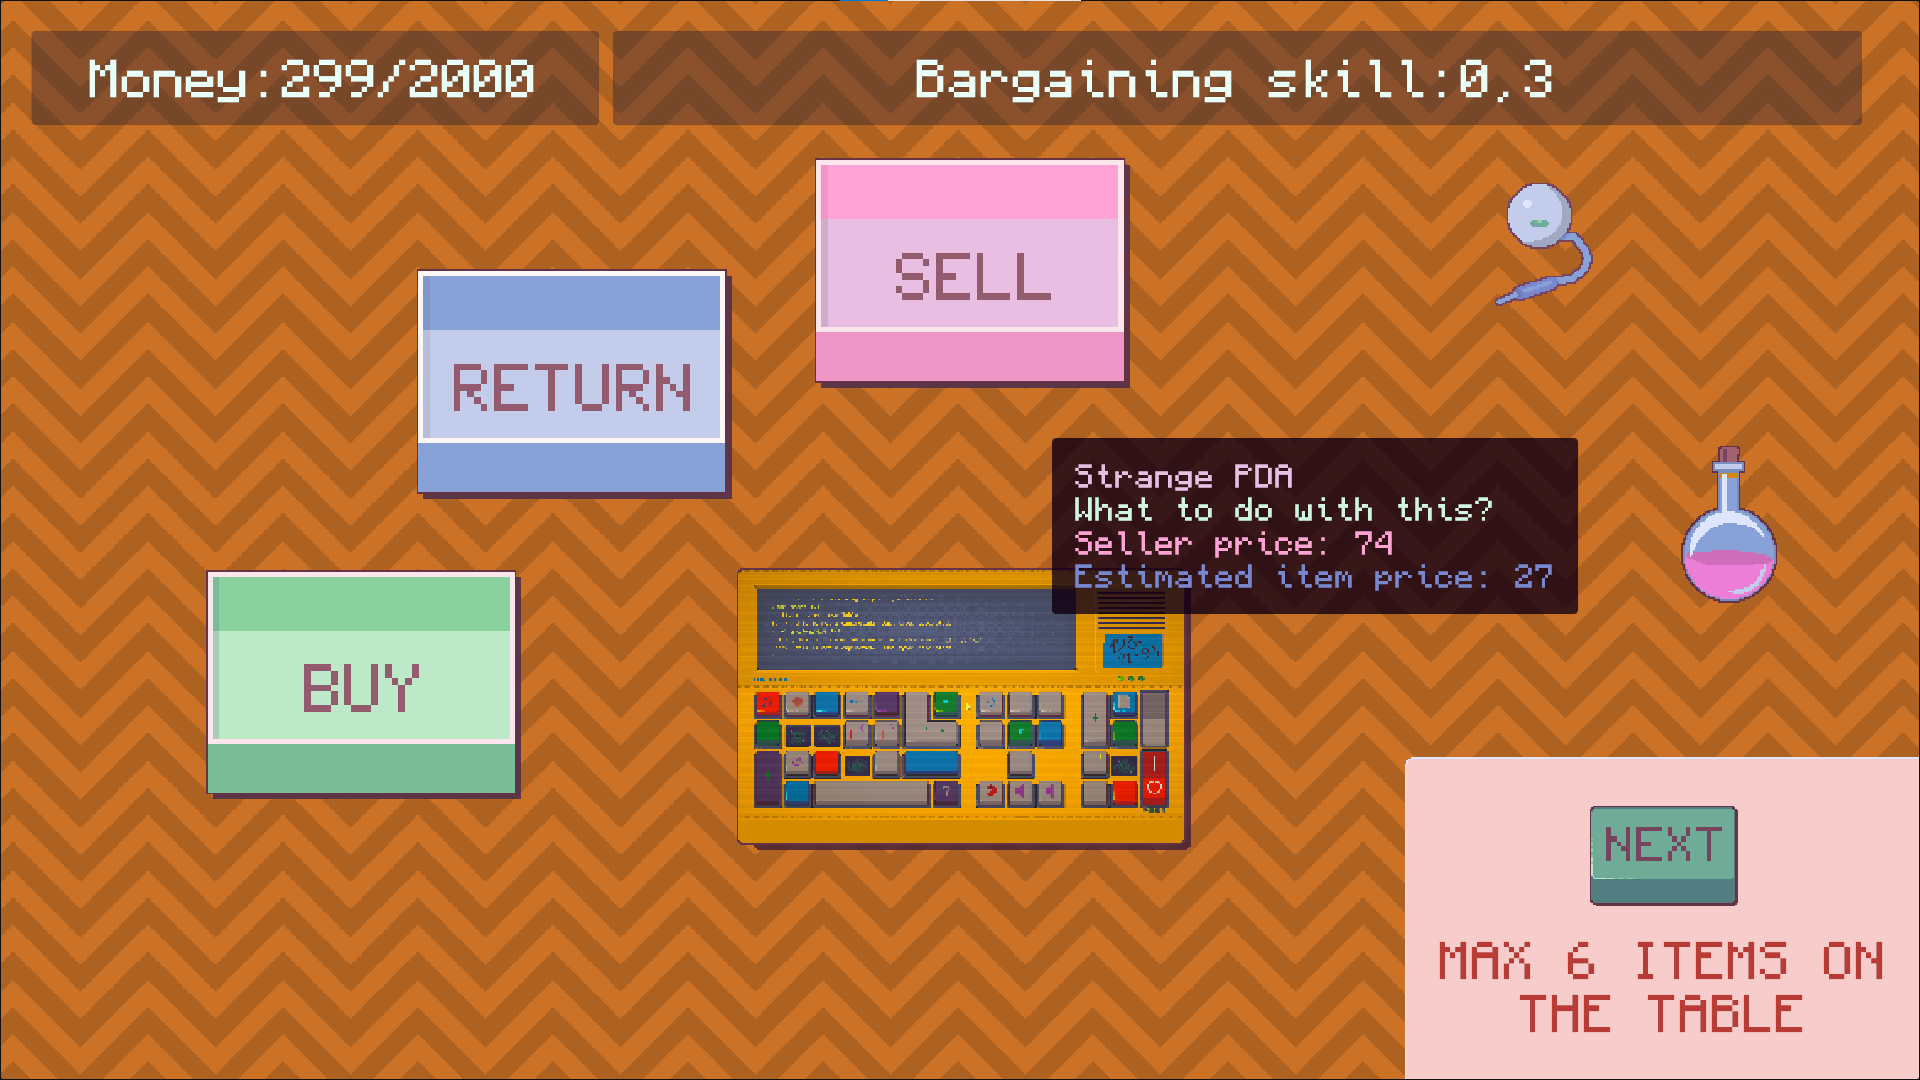 Money:299/2000
Bargaining skill:0,3
SELL
RETURN
Strange PDA
What to do with this?
Seller price: 74
Estimated item price: 27
BUY
?
NEXT
MAX 6 ITEMS ON
THE TABLE